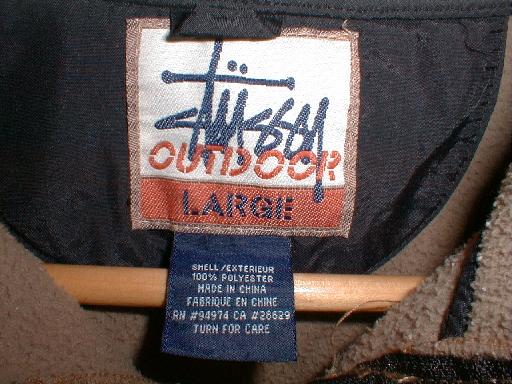 STÜSSY
OUTDOOR
LARGE
SHELL/EXTERIEUR
100% POLYESTER
MADE IN CHINA
FABRIQUE EN CHINE
RN #94974 CA #28629
TURN FOR CARE